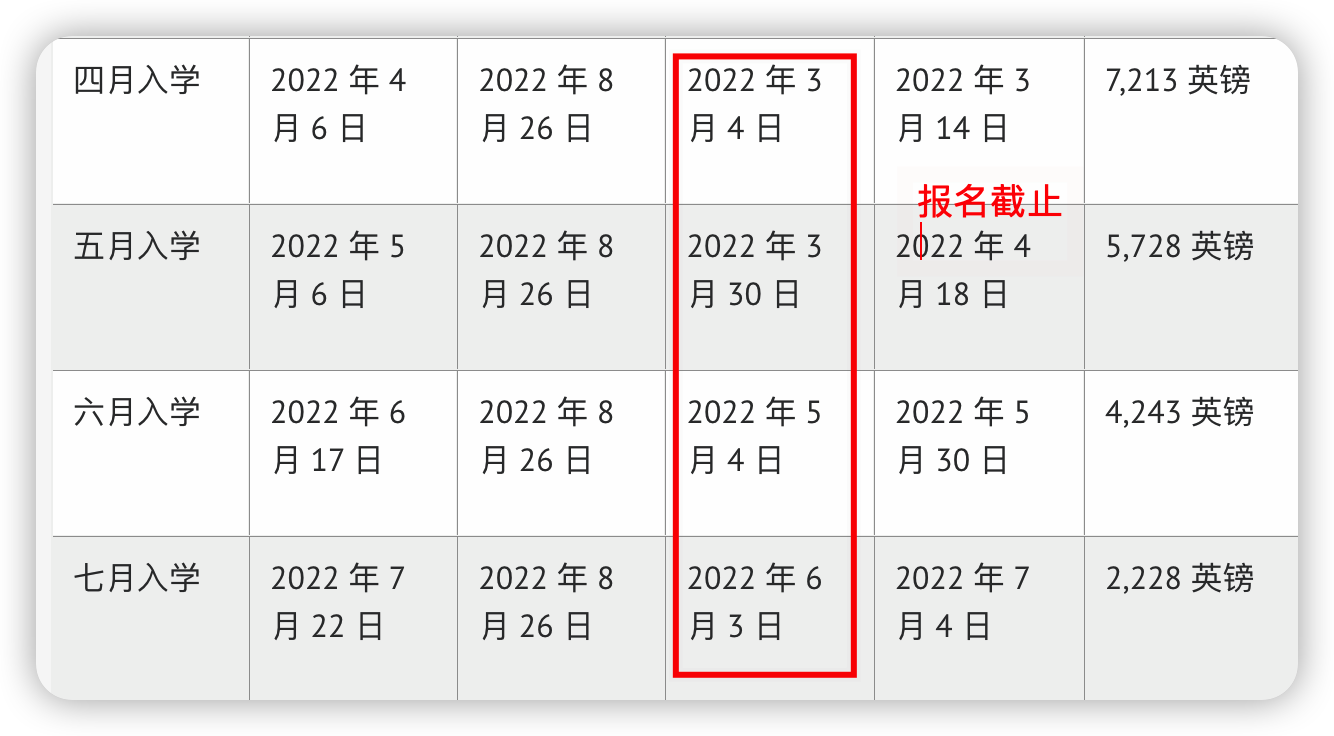 四月入学
2022 年 4
月 6 日
2022 年 8
月 26 日
2022 年 3
月 4 日
2022 年 3
月 14 日
7,213 英镑
报名截止
五月入学
2022 年 5
月 6 日
2022 年 8
月 26 日
2022 年 3
月 30 日
2022 年 4
月 18 日
5,728 英镑
六月入学
2022 年 6
月 17 日
2022 年 8
月 26 日
2022 年 5
月 4 日
2022 年 5
月 30 日
4,243 英镑
七月入学
2022 年 7
月 22 日
2022 年 8
月 26 日
2022 年 6
月 3 日
2022 年 7
月 4 日
2,228 英镑